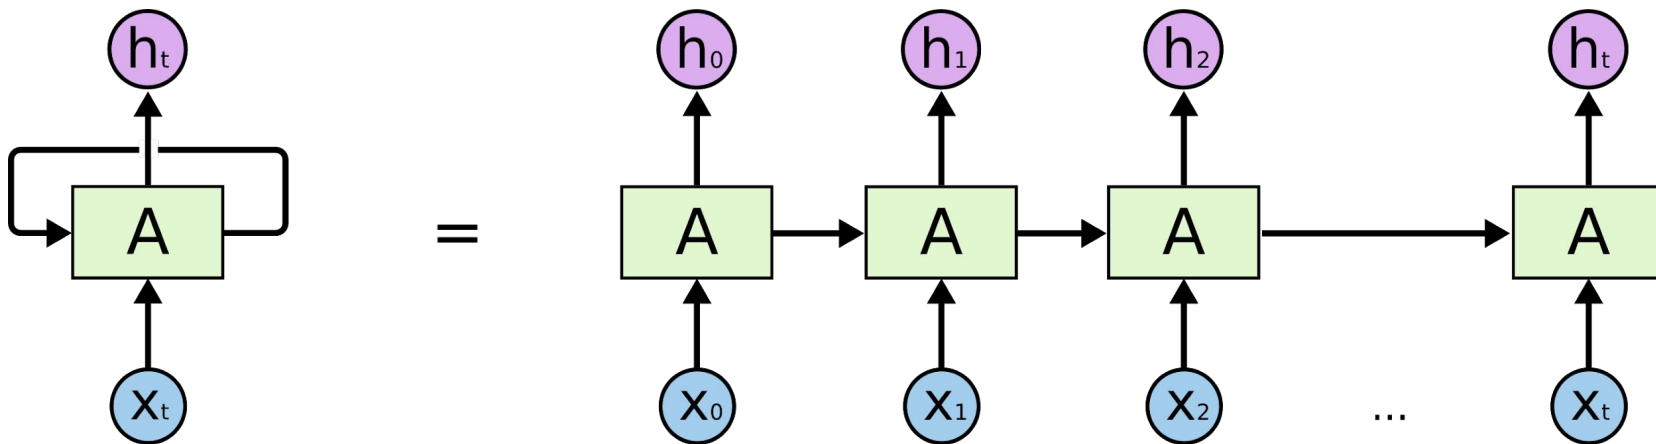 hₜ h₀ h₁ h₂ hₜ
A = A A A A
xₜ x₀ x₁ x₂ ... xₜ